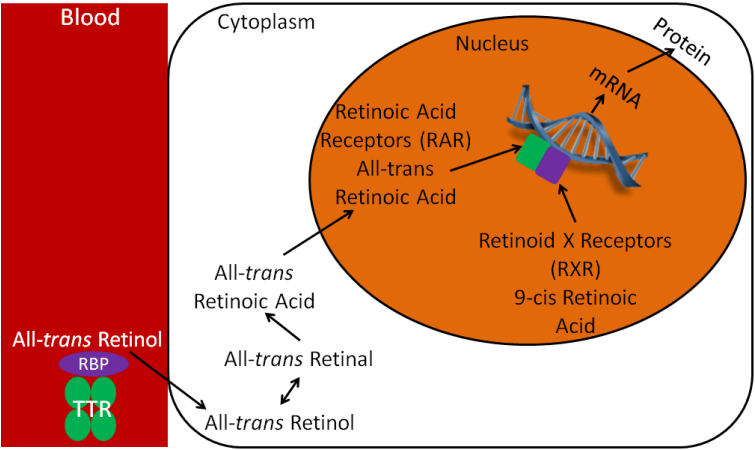 Blood
Cytoplasm
Nucleus
Protein
mRNA
Retinoic Acid
Receptors (RAR)
All-trans
Retinoic Acid
Retinoid X Receptors
(RXR)
9-cis Retinoic
Acid
All-trans
Retinoic Acid
All-trans Retinol
RBP
TTR
All-trans Retinal
All-trans Retinol